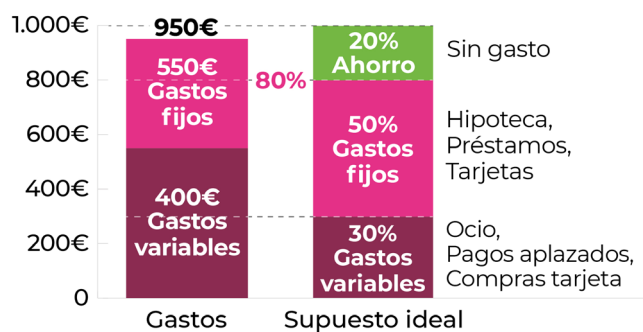 1.000€
800€
600€
400€
200€
0
950€
550€
Gastos
fijos
400€
Gastos
variables
80%
20%
Ahorro
50%
Gastos
fijos
30%
Gastos
variables
Sin gasto
Hipoteca,
Préstamos,
Tarjetas
Ocio,
Pagos aplazados,
Compras tarjeta
Gastos
Supuesto ideal